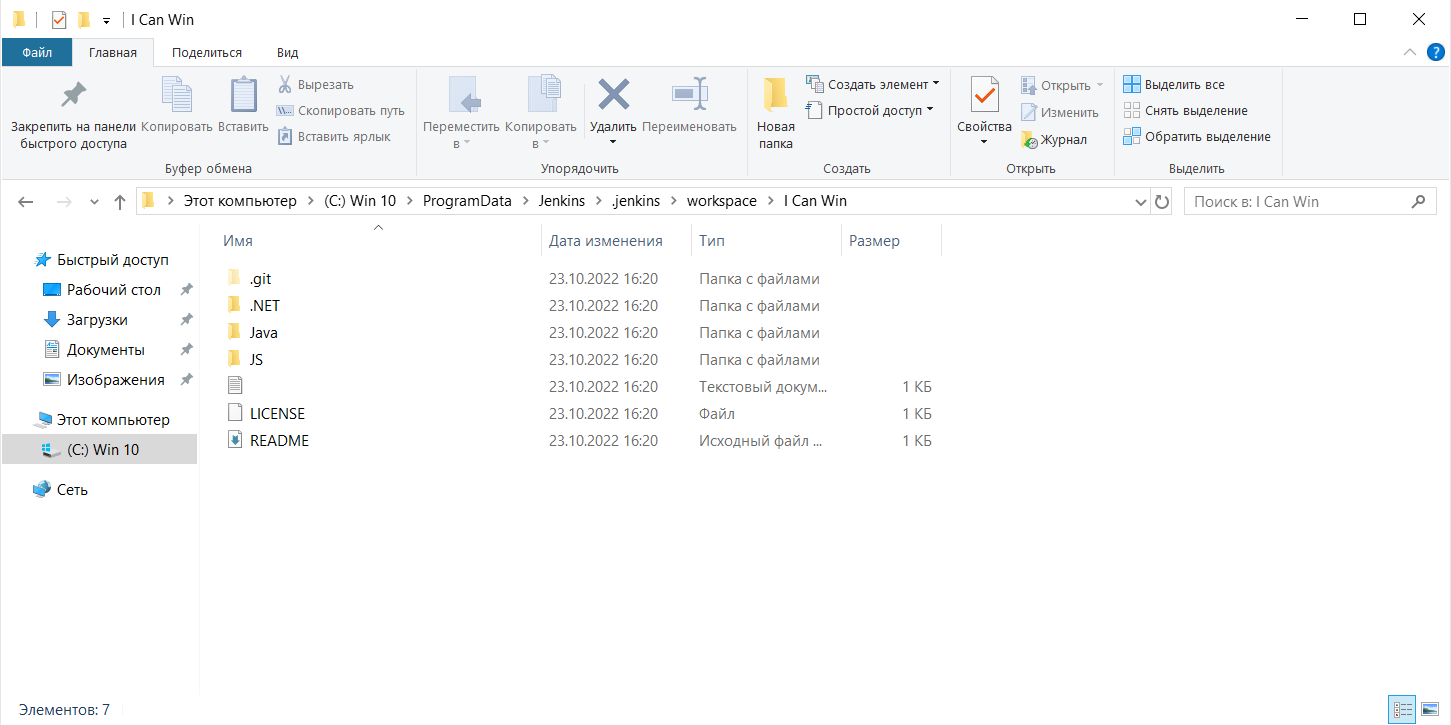 I Can Win
Файл Главная Поделиться Вид
Закрепить на панели
быстрого доступа
Копировать
Вставить
Вырезать
Скопировать путь
Вставить ярлык
Буфер обмена
Переместить
в
Копировать
в
Удалить
Переименовать
Упорядочить
Новая
папка
Создать элемент
Простой доступ
Создать
Свойства
Открыть
Изменить
Журнал
Открыть
Выделить все
Снять выделение
Обратить выделение
Выделить
Этот компьютер > (C:) Win 10 > ProgramData > Jenkins > .jenkins > workspace > I Can Win
Поиск в: I Can Win
Быстрый доступ
Рабочий стол
Загрузки
Документы
Изображения
Этот компьютер
(C:) Win 10
Сеть
Имя Дата изменения Тип Размер
.git 23.10.2022 16:20 Папка с файлами
.NET 23.10.2022 16:20 Папка с файлами
Java 23.10.2022 16:20 Папка с файлами
JS 23.10.2022 16:20 Папка с файлами
23.10.2022 16:20 Текстовый докум... 1 КБ
LICENSE 23.10.2022 16:20 Файл 1 КБ
README 23.10.2022 16:20 Исходный файл ... 1 КБ
Элементов: 7